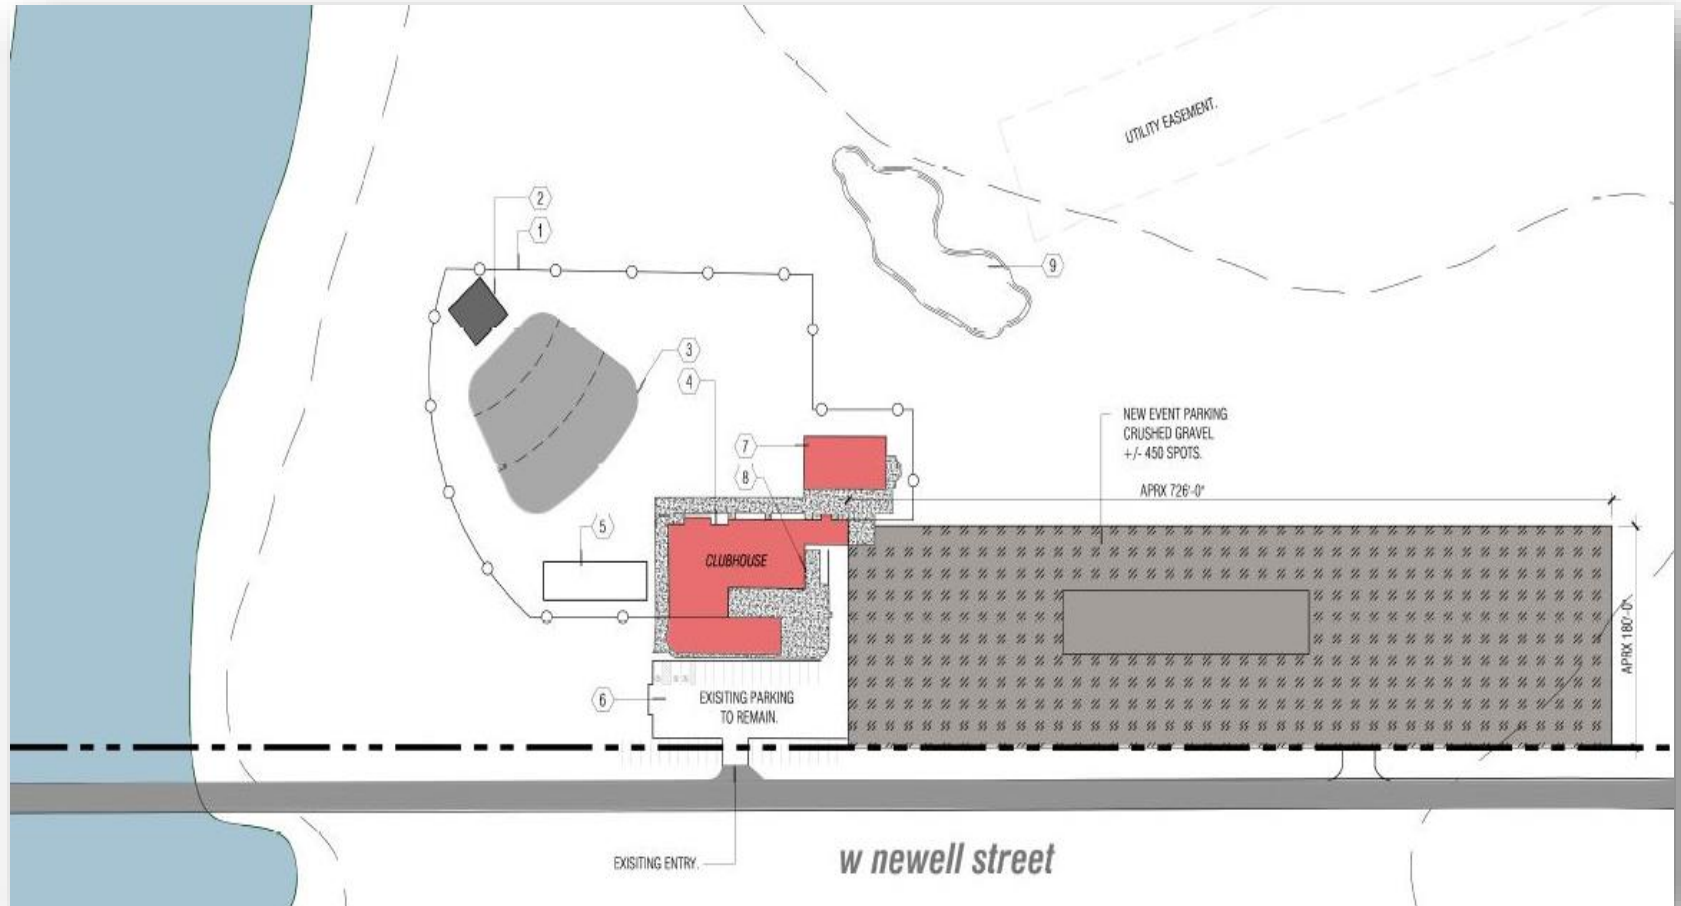 UTILITY EASEMENT.
2
1
9
3
4
NEW EVENT PARKING
CRUSHED GRAVEL
+/- 450 SPOTS.
7
8
APRX 726'-0"
5
CLUBHOUSE
APRX 180'-0"
6
EXISITING PARKING
TO REMAIN.
EXISITING ENTRY.
w newell street